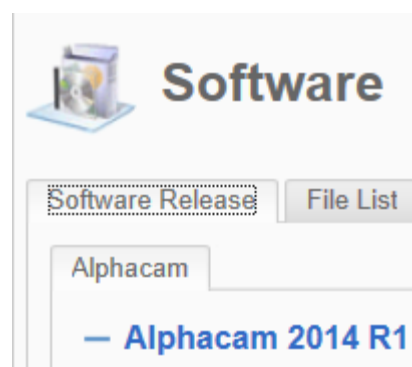 Software
Software Release File List
Alphacam
— Alphacam 2014 R1